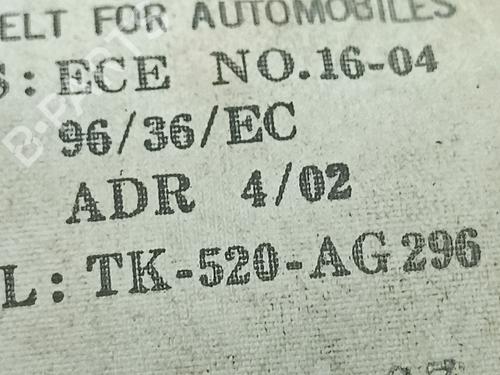 ELT FOR AUTOMOBILES
S: ECE NO.16-04
96/36/EC
ADR 4/02
L: TK-520-AG296